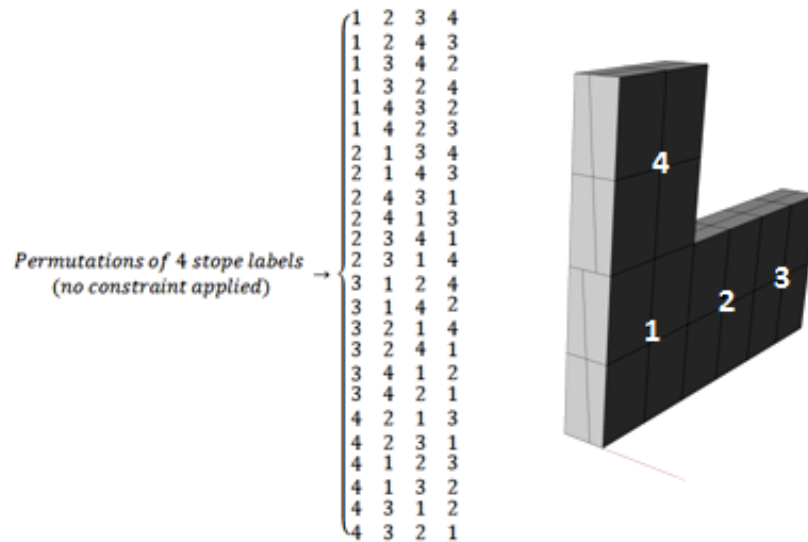 1 2 3 4
1 2 4 3
1 3 4 2
1 3 2 4
1 4 3 2
1 4 2 3
2 1 3 4
2 1 4 3
2 4 3 1
2 4 1 3
2 3 4 1
2 3 1 4
3 1 2 4
3 1 4 2
3 2 1 4
3 2 4 1
3 4 1 2
3 4 2 1
4 2 1 3
4 2 3 1
4 1 2 3
4 1 3 2
4 3 1 2
4 3 2 1
Permutations of 4 stope labels
(no constraint applied) →
4
3
2
1